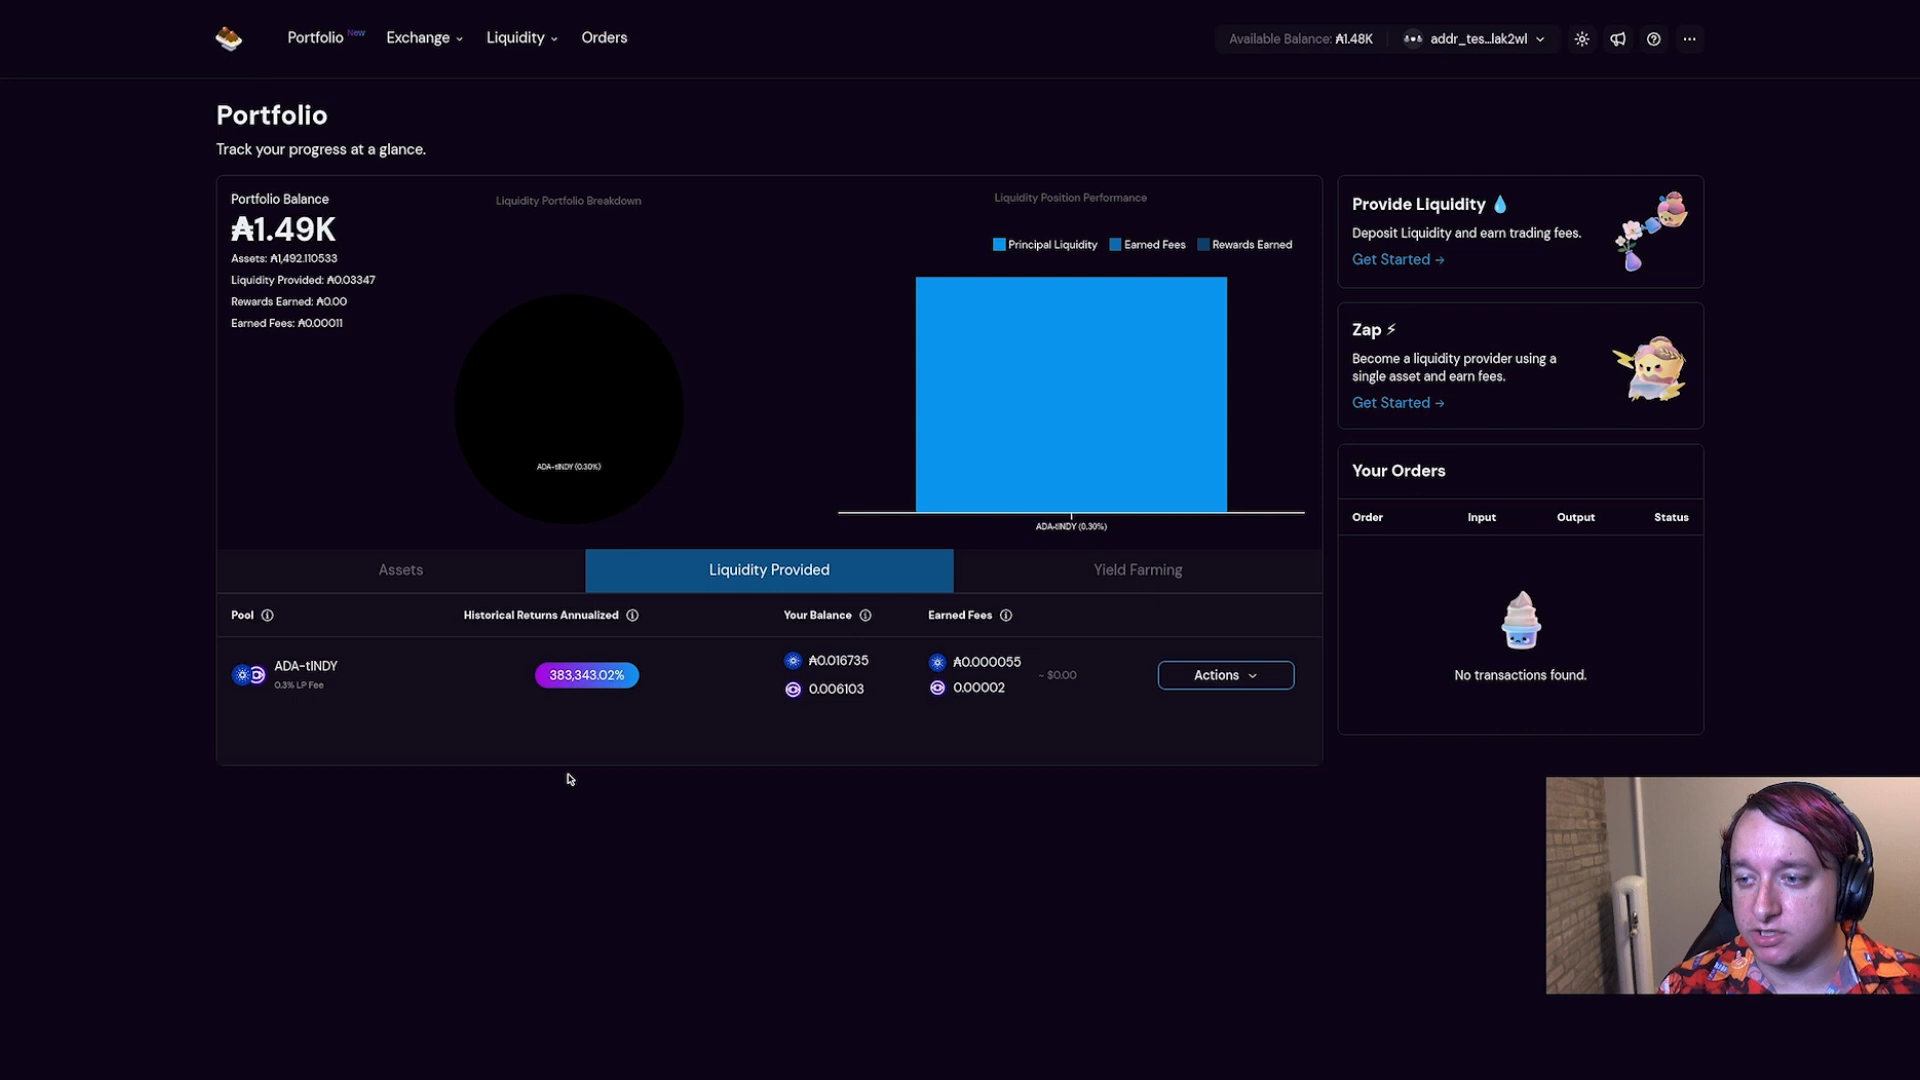 Portfolio New
Exchange
Liquidity
Orders
Available Balance: ₳1.48K
addr_tes...lak2wl
Portfolio
Track your progress at a glance.
Portfolio Balance
₳1.49K
Assets: ₳1,492.110533
Liquidity Provided: ₳0.03347
Rewards Earned: ₳0.00
Earned Fees: ₳0.00011
Liquidity Portfolio Breakdown
ADA-tINDY (0.30%)
Liquidity Position Performance
Principal Liquidity
Earned Fees
Rewards Earned
ADA-tINDY (0.30%)
Assets
Liquidity Provided
Yield Farming
Pool
Historical Returns Annualized
Your Balance
Earned Fees
ADA-tINDY
0.3% LP Fee
383,343.02%
₳0.016735
0.006103
₳0.000055
0.00002
~ $0.00
Actions
Provide Liquidity
Deposit Liquidity and earn trading fees.
Get Started →
Zap ⚡
Become a liquidity provider using a
single asset and earn fees.
Get Started →
Your Orders
Order Input Output Status
No transactions found.